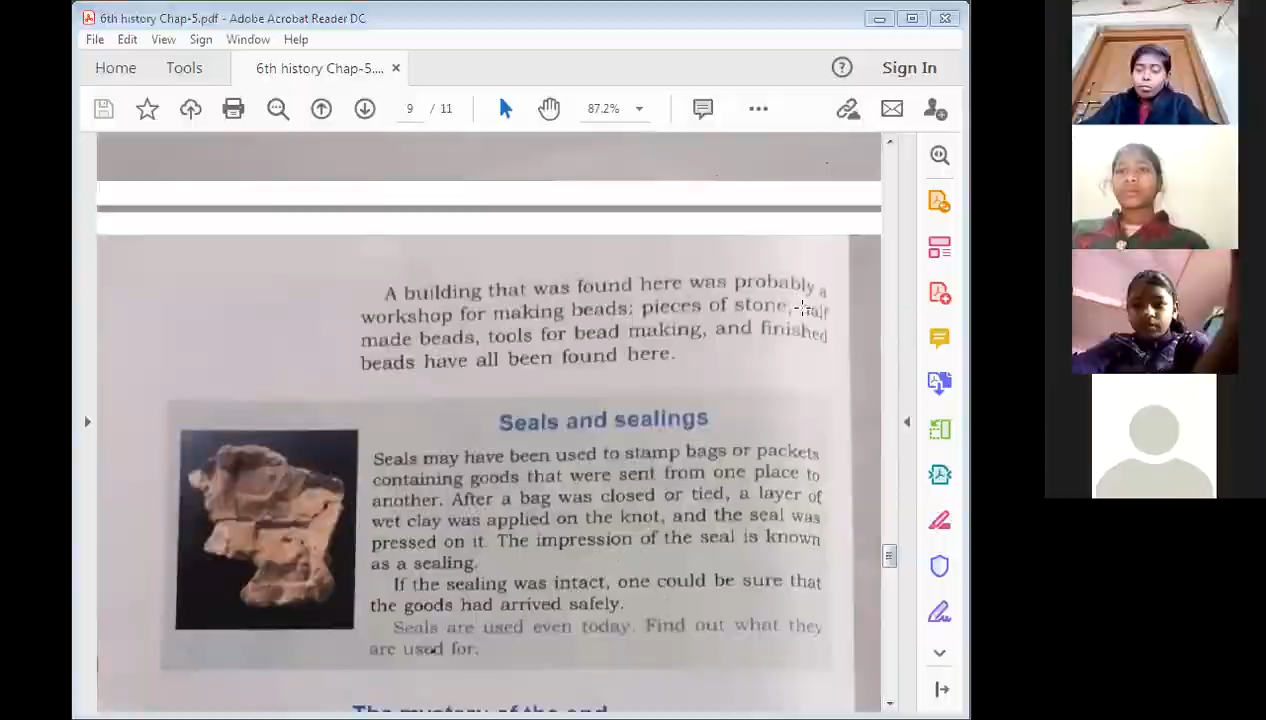 6th history Chap-5.pdf - Adobe Acrobat Reader DC
File Edit View Sign Window Help
Home Tools 6th history Chap-5.... × Sign In
9 / 11 87.2%
A building that was found here was probably a
workshop for making beads: pieces of stone, half
made beads, tools for bead making, and finished
beads have all been found here.
Seals and sealings
Seals may have been used to stamp bags or packets
containing goods that were sent from one place to
another. After a bag was closed or tied, a layer of
wet clay was applied on the knot, and the seal was
pressed on it. The impression of the seal is known
as a sealing.
If the sealing was intact, one could be sure that
the goods had arrived safely.
Seals are used even today. Find out what they
are used for.
The mystery of the end